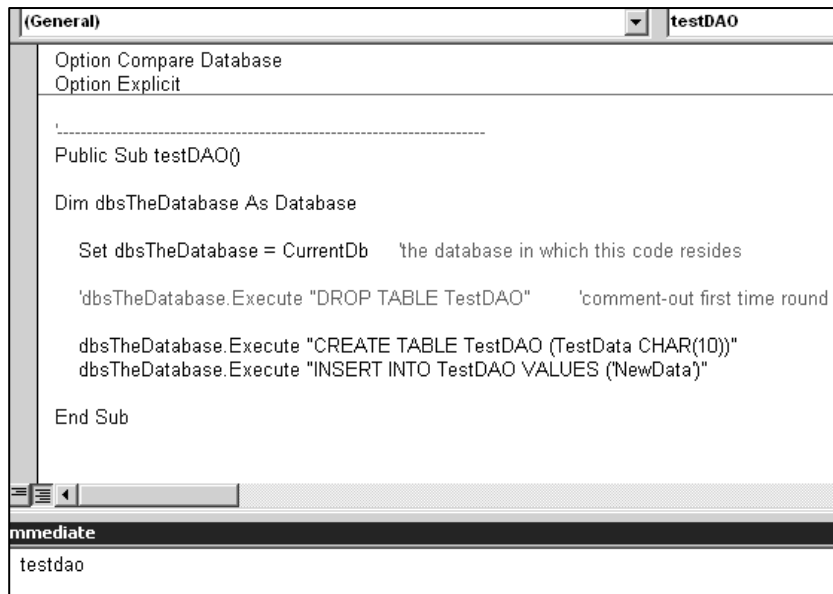 (General) testDAO
Option Compare Database
Option Explicit
'-----------------------------------------------------------------------
Public Sub testDAO()
Dim dbsTheDatabase As Database
Set dbsTheDatabase = CurrentDb 'the database in which this code resides
'dbsTheDatabase.Execute "DROP TABLE TestDAO" 'comment-out first time round
dbsTheDatabase.Execute "CREATE TABLE TestDAO (TestData CHAR(10))"
dbsTheDatabase.Execute "INSERT INTO TestDAO VALUES ('NewData')"
End Sub
mmediate
testdao